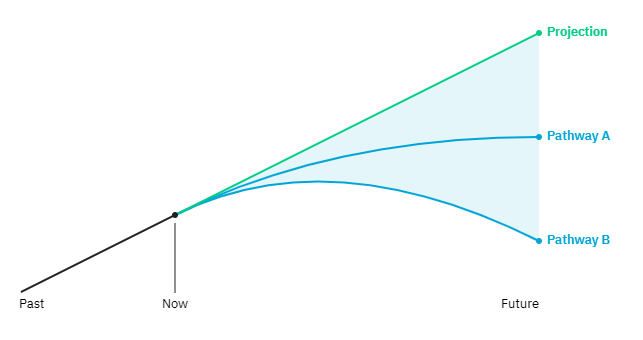 Projection
Pathway A
Pathway B
Past
Now
Future